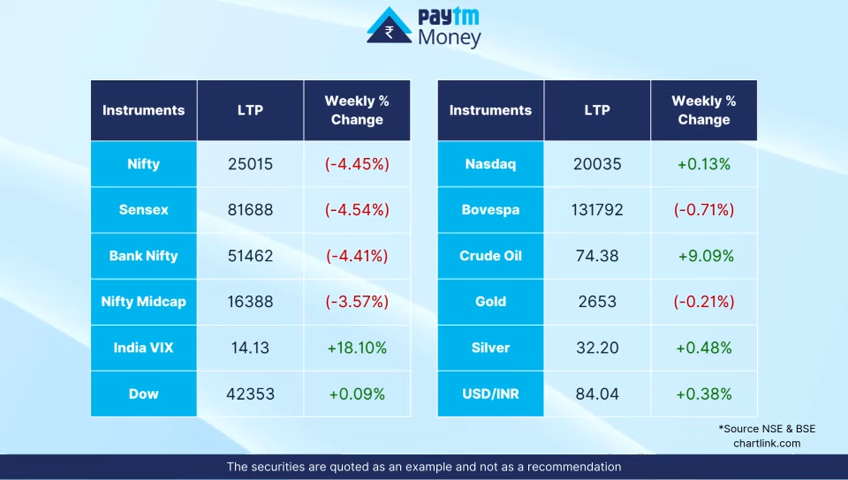 paytm
₹
Money
Instruments LTP Weekly % Change
Nifty 25015 (-4.45%)
Sensex 81688 (-4.54%)
Bank Nifty 51462 (-4.41%)
Nifty Midcap 16388 (-3.57%)
India VIX 14.13 +18.10%
Dow 42353 +0.09%
Instruments LTP Weekly % Change
Nasdaq 20035 +0.13%
Bovespa 131792 (-0.71%)
Crude Oil 74.38 +9.09%
Gold 2653 (-0.21%)
Silver 32.20 +0.48%
USD/INR 84.04 +0.38%
*Source NSE & BSE
chartlink.com
The securities are quoted as an example and not as a recommendation